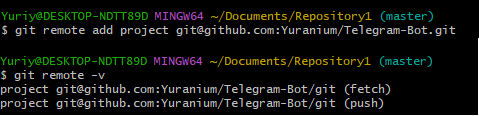 Yuriy@DESKTOP-NDTT89D MINGW64 ~/Documents/Repository1 (master)
$ git remote add project git@github.com:Yuranium/Telegram-Bot.git
Yuriy@DESKTOP-NDTT89D MINGW64 ~/Documents/Repository1 (master)
$ git remote -v
project git@github.com:Yuranium/Telegram-Bot/git (fetch)
project git@github.com:Yuranium/Telegram-Bot/git (push)